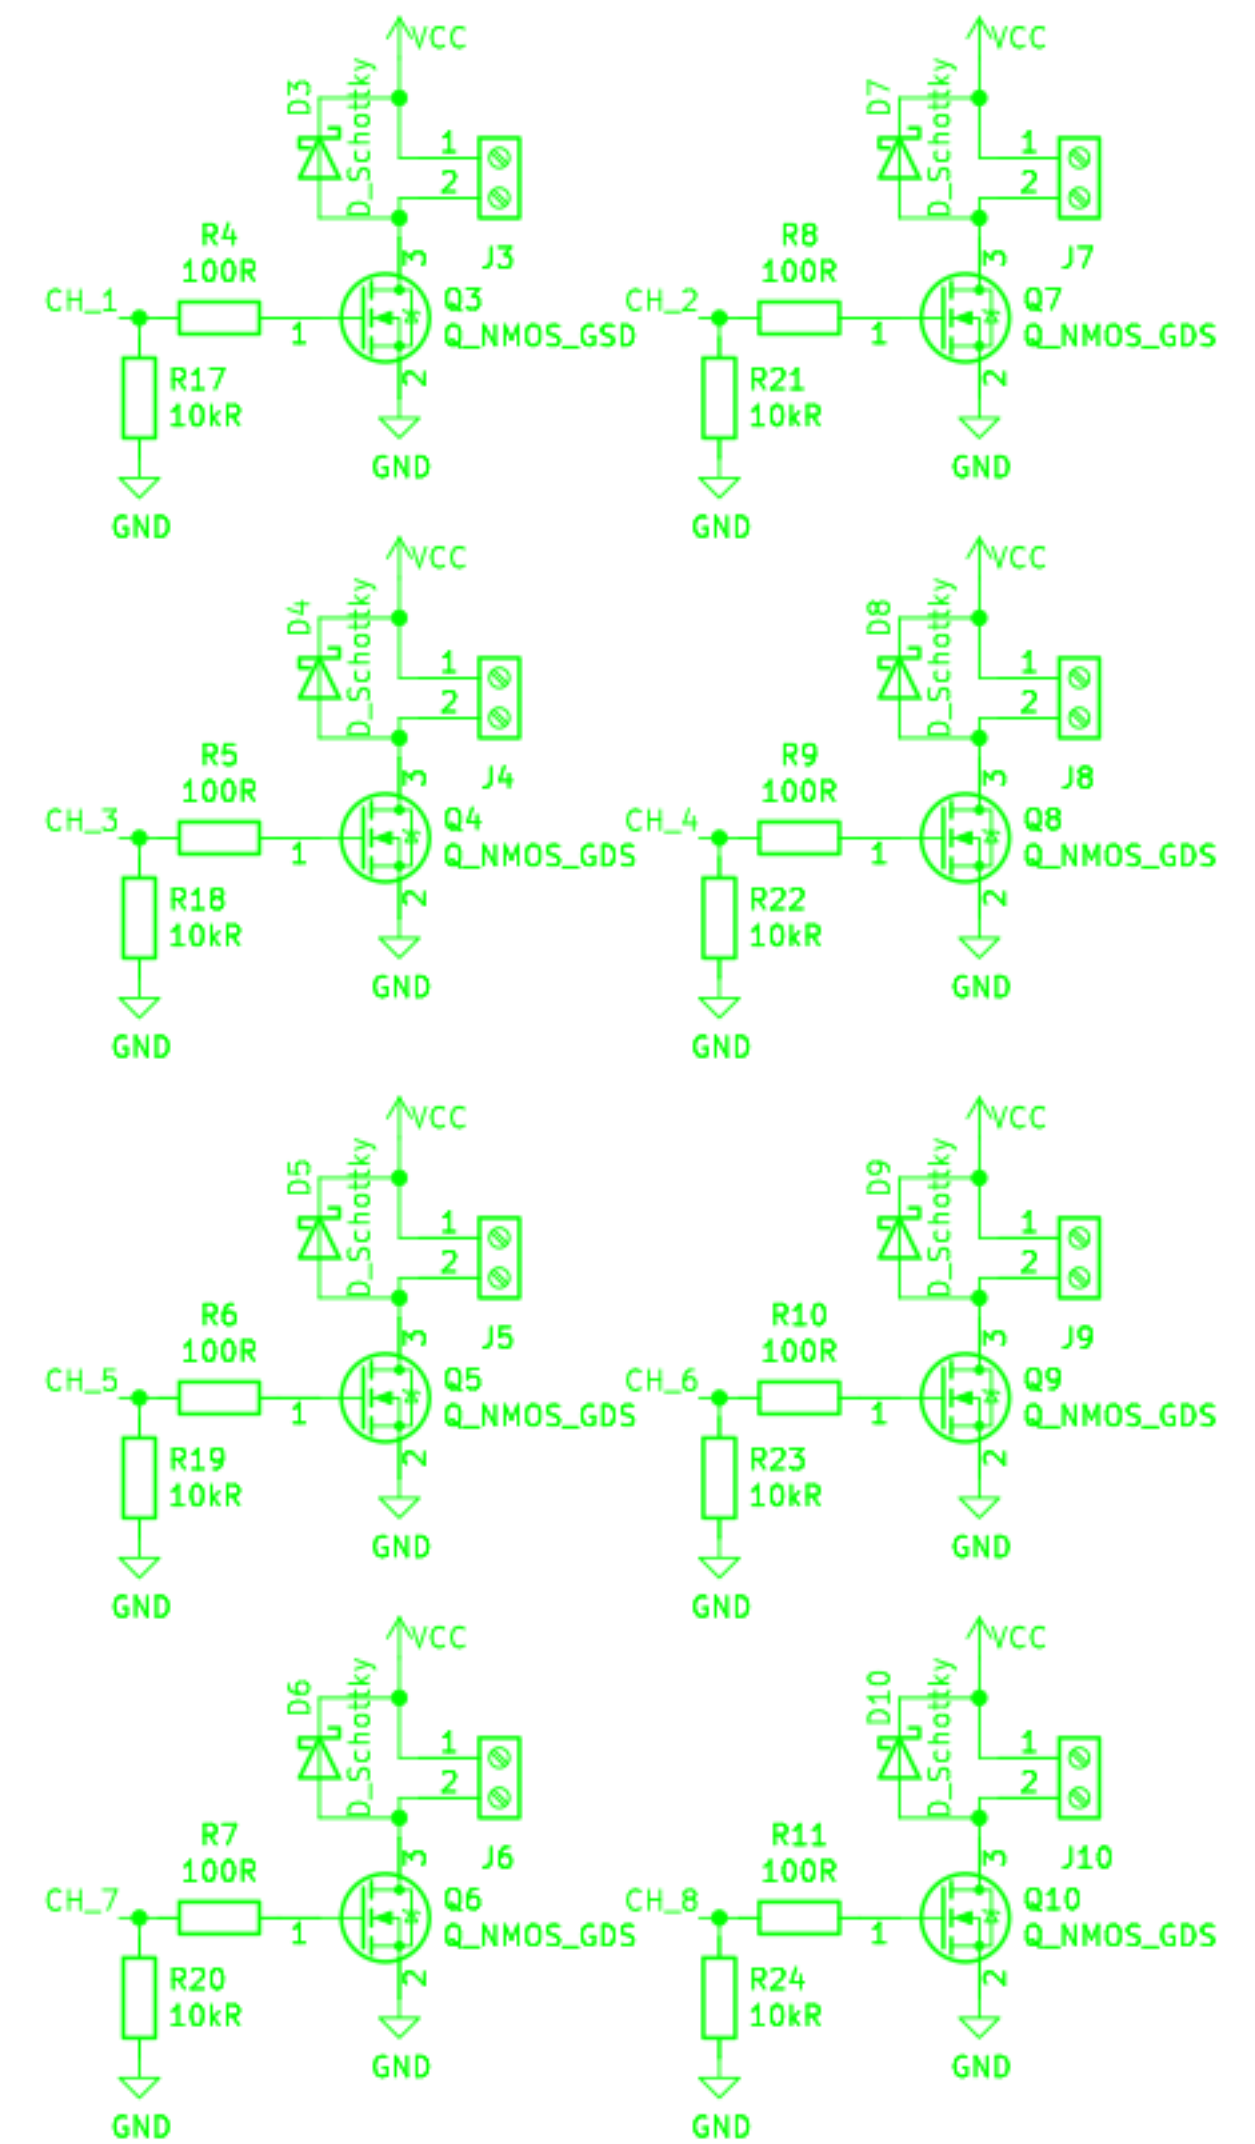 VCC
D3
D_Schottky
1
2
J3
R4
100R
3
CH_1
1
Q3
Q_NMOS_GSD
R17
10kR
2
GND
GND
VCC
D7
D_Schottky
1
2
J7
R8
100R
3
CH_2
1
Q7
Q_NMOS_GDS
R21
10kR
2
GND
GND
VCC
D4
D_Schottky
1
2
J4
R5
100R
3
CH_3
1
Q4
Q_NMOS_GDS
R18
10kR
2
GND
GND
VCC
D8
D_Schottky
1
2
J8
R9
100R
3
CH_4
1
Q8
Q_NMOS_GDS
R22
10kR
2
GND
GND
VCC
D5
D_Schottky
1
2
J5
R6
100R
3
CH_5
1
Q5
Q_NMOS_GDS
R19
10kR
2
GND
GND
VCC
D9
D_Schottky
1
2
J9
R10
100R
3
CH_6
1
Q9
Q_NMOS_GDS
R23
10kR
2
GND
GND
VCC
D6
D_Schottky
1
2
J6
R7
100R
3
CH_7
1
Q6
Q_NMOS_GDS
R20
10kR
2
GND
GND
VCC
D10
D_Schottky
1
2
J10
R11
100R
3
CH_8
1
Q10
Q_NMOS_GDS
R24
10kR
2
GND
GND